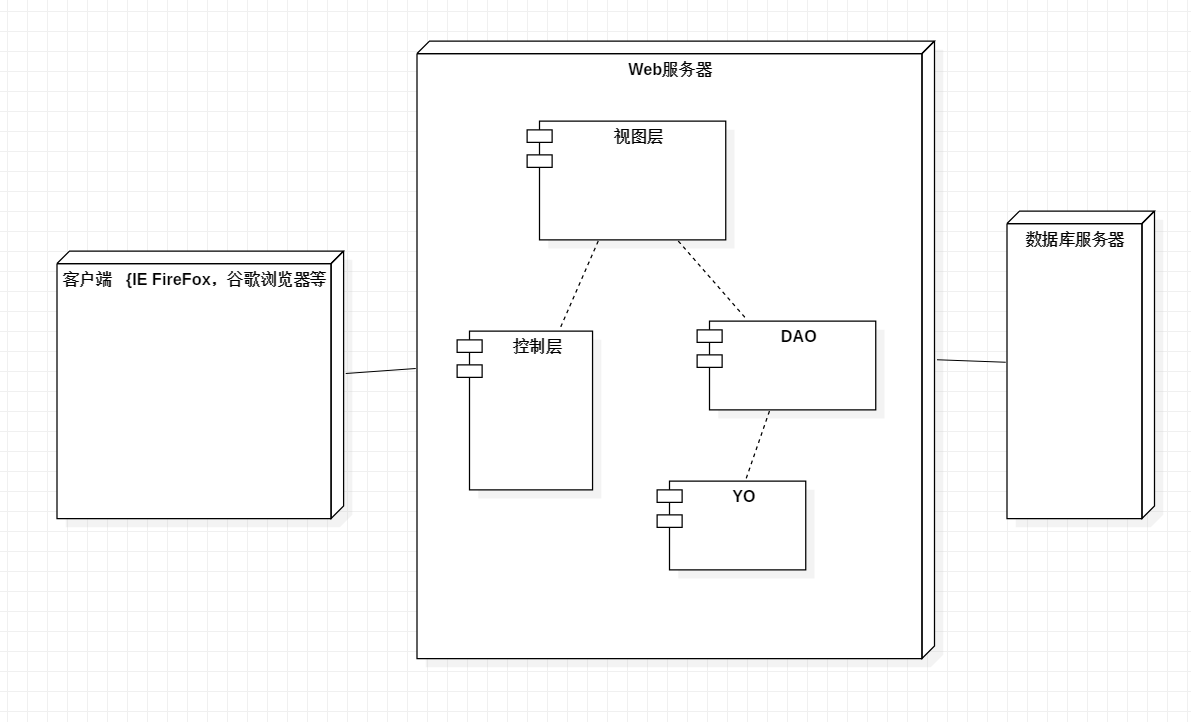 Web服务器
视图层
数据库服务器
客户端 {IE FireFox，谷歌浏览器等
控制层
DAO
YO